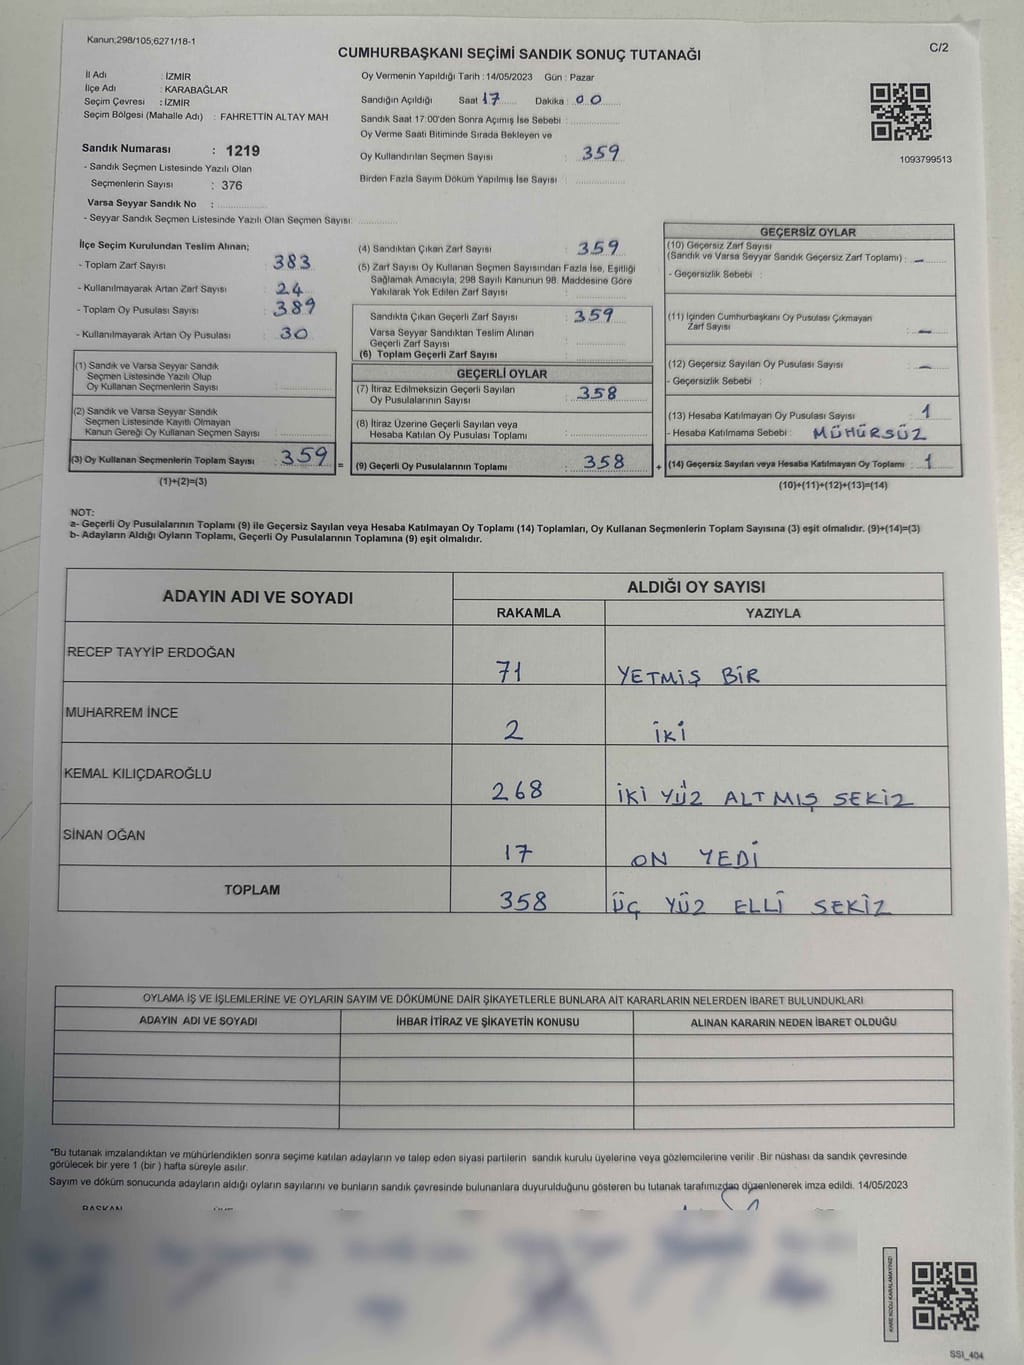 Kanun;298/105;6271/18-1
CUMHURBAŞKANI SEÇİMİ SANDIK SONUÇ TUTANAĞI
C/2
İl Adı : İZMİR
İlçe Adı : KARABAĞLAR
Seçim Çevresi : İZMİR
Seçim Bölgesi (Mahalle Adı) : FAHRETTİN ALTAY MAH
Sandık Numarası : 1219
- Sandık Seçmen Listesinde Yazılı Olan
Seçmenlerin Sayısı : 376
Varsa Seyyar Sandık No :
- Seyyar Sandık Seçmen Listesinde Yazılı Olan Seçmen Sayısı:
Oy Vermenin Yapıldığı Tarih :14/05/2023 Gün : Pazar
Sandığın Açıldığı Saat 17 Dakika : 00
Sandık Saat 17:00'den Sonra Açımış İse Sebebi :
Oy Verme Saati Bitiminde Sırada Bekleyen ve
Oy Kullandırılan Seçmen Sayısı : 359
Birden Fazla Sayım Döküm Yapılmış İse Sayısı :
1093799513
İlçe Seçim Kurulundan Teslim Alınan;
- Toplam Zarf Sayısı : 383
- Kullanılmayarak Artan Zarf Sayısı : 24
- Toplam Oy Pusulası Sayısı : 389
- Kullanılmayarak Artan Oy Pusulası : 30
(1) Sandık ve Varsa Seyyar Sandık
Seçmen Listesinde Yazılı Olup
Oy Kullanan Seçmenlerin Sayısı :
(2) Sandık ve Varsa Seyyar Sandık
Seçmen Listesinde Kayıtlı Olmayan
Kanun Gereği Oy Kullanan Seçmen Sayısı :
(3) Oy Kullanan Seçmenlerin Toplam Sayısı : 359 =
(1)+(2)=(3)
(4) Sandıktan Çıkan Zarf Sayısı : 359
(5) Zarf Sayısı Oy Kullanan Seçmen Sayısından Fazla İse, Eşitliği
Sağlamak Amacıyla; 298 Sayılı Kanunun 98. Maddesine Göre
Yakılarak Yok Edilen Zarf Sayısı :
Sandıkta Çıkan Geçerli Zarf Sayısı : 359
Varsa Seyyar Sandıktan Teslim Alınan
Geçerli Zarf Sayısı :
(6) Toplam Geçerli Zarf Sayısı :
GEÇERLİ OYLAR
(7) İtiraz Edilmeksizin Geçerli Sayılan
Oy Pusulalarının Sayısı : 358
(8) İtiraz Üzerine Geçerli Sayılan veya
Hesaba Katılan Oy Pusulası Toplamı :
(9) Geçerli Oy Pusulalarının Toplamı : 358 +
GEÇERSİZ OYLAR
(10) Geçersiz Zarf Sayısı
(Sandık ve Varsa Seyyar Sandık Geçersiz Zarf Toplamı) : –
- Geçersizlik Sebebi :
(11) İçinden Cumhurbaşkanı Oy Pusulası Çıkmayan
Zarf Sayısı : –
(12) Geçersiz Sayılan Oy Pusulası Sayısı : –
- Geçersizlik Sebebi :
(13) Hesaba Katılmayan Oy Pusulası Sayısı : 1
- Hesaba Katılmama Sebebi : MÜHÜRSÜZ
(14) Geçersiz Sayılan veya Hesaba Katılmayan Oy Toplamı : 1
(10)+(11)+(12)+(13)=(14)
NOT:
a- Geçerli Oy Pusulalarının Toplamı (9) ile Geçersiz Sayılan veya Hesaba Katılmayan Oy Toplamı (14) Toplamları, Oy Kullanan Seçmenlerin Toplam Sayısına (3) eşit olmalıdır. (9)+(14)=(3)
b- Adayların Aldığı Oyların Toplamı, Geçerli Oy Pusulalarının Toplamına (9) eşit olmalıdır.
ADAYIN ADI VE SOYADI
ALDIĞI OY SAYISI
RAKAMLA YAZIYLA
RECEP TAYYİP ERDOĞAN 71 YETMİŞ BİR
MUHARREM İNCE 2 İKİ
KEMAL KILIÇDAROĞLU 268 İKİ YÜZ ALTMIŞ SEKİZ
SİNAN OĞAN 17 ON YEDİ
TOPLAM 358 ÜÇ YÜZ ELLİ SEKİZ
OYLAMA İŞ VE İŞLEMLERİNE VE OYLARIN SAYIM VE DÖKÜMÜNE DAİR ŞİKAYETLERLE BUNLARA AİT KARARLARIN NELERDEN İBARET BULUNDUKLARI
ADAYIN ADI VE SOYADI İHBAR İTİRAZ VE ŞİKAYETİN KONUSU ALINAN KARARIN NEDEN İBARET OLDUĞU
*Bu tutanak imzalandıktan ve mühürlendikten sonra seçime katılan adayların ve talep eden siyasi partilerin sandık kurulu üyelerine veya gözlemcilerine verilir .Bir nüshası da sandık çevresinde
görülecek bir yere 1 (bir ) hafta süreyle asılır.
Sayım ve döküm sonucunda adayların aldığı oyların sayılarını ve bunların sandık çevresinde bulunanlara duyurulduğunu gösteren bu tutanak tarafımızdan düzenlenerek imza edildi. 14/05/2023
BAŞKAN
KARE KODU KARALAMAYINIZ!
SSI_404